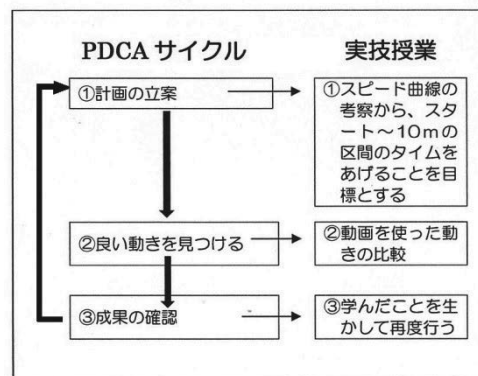 PDCAサイクル
実技授業
①計画の立案
①スピード曲線の
考察から、スタ
ート～10mの
区間のタイムを
あげることを目
標とする
②良い動きを見つける
②動画を使った動
きの比較
③成果の確認
③学んだことを生
かして再度行う